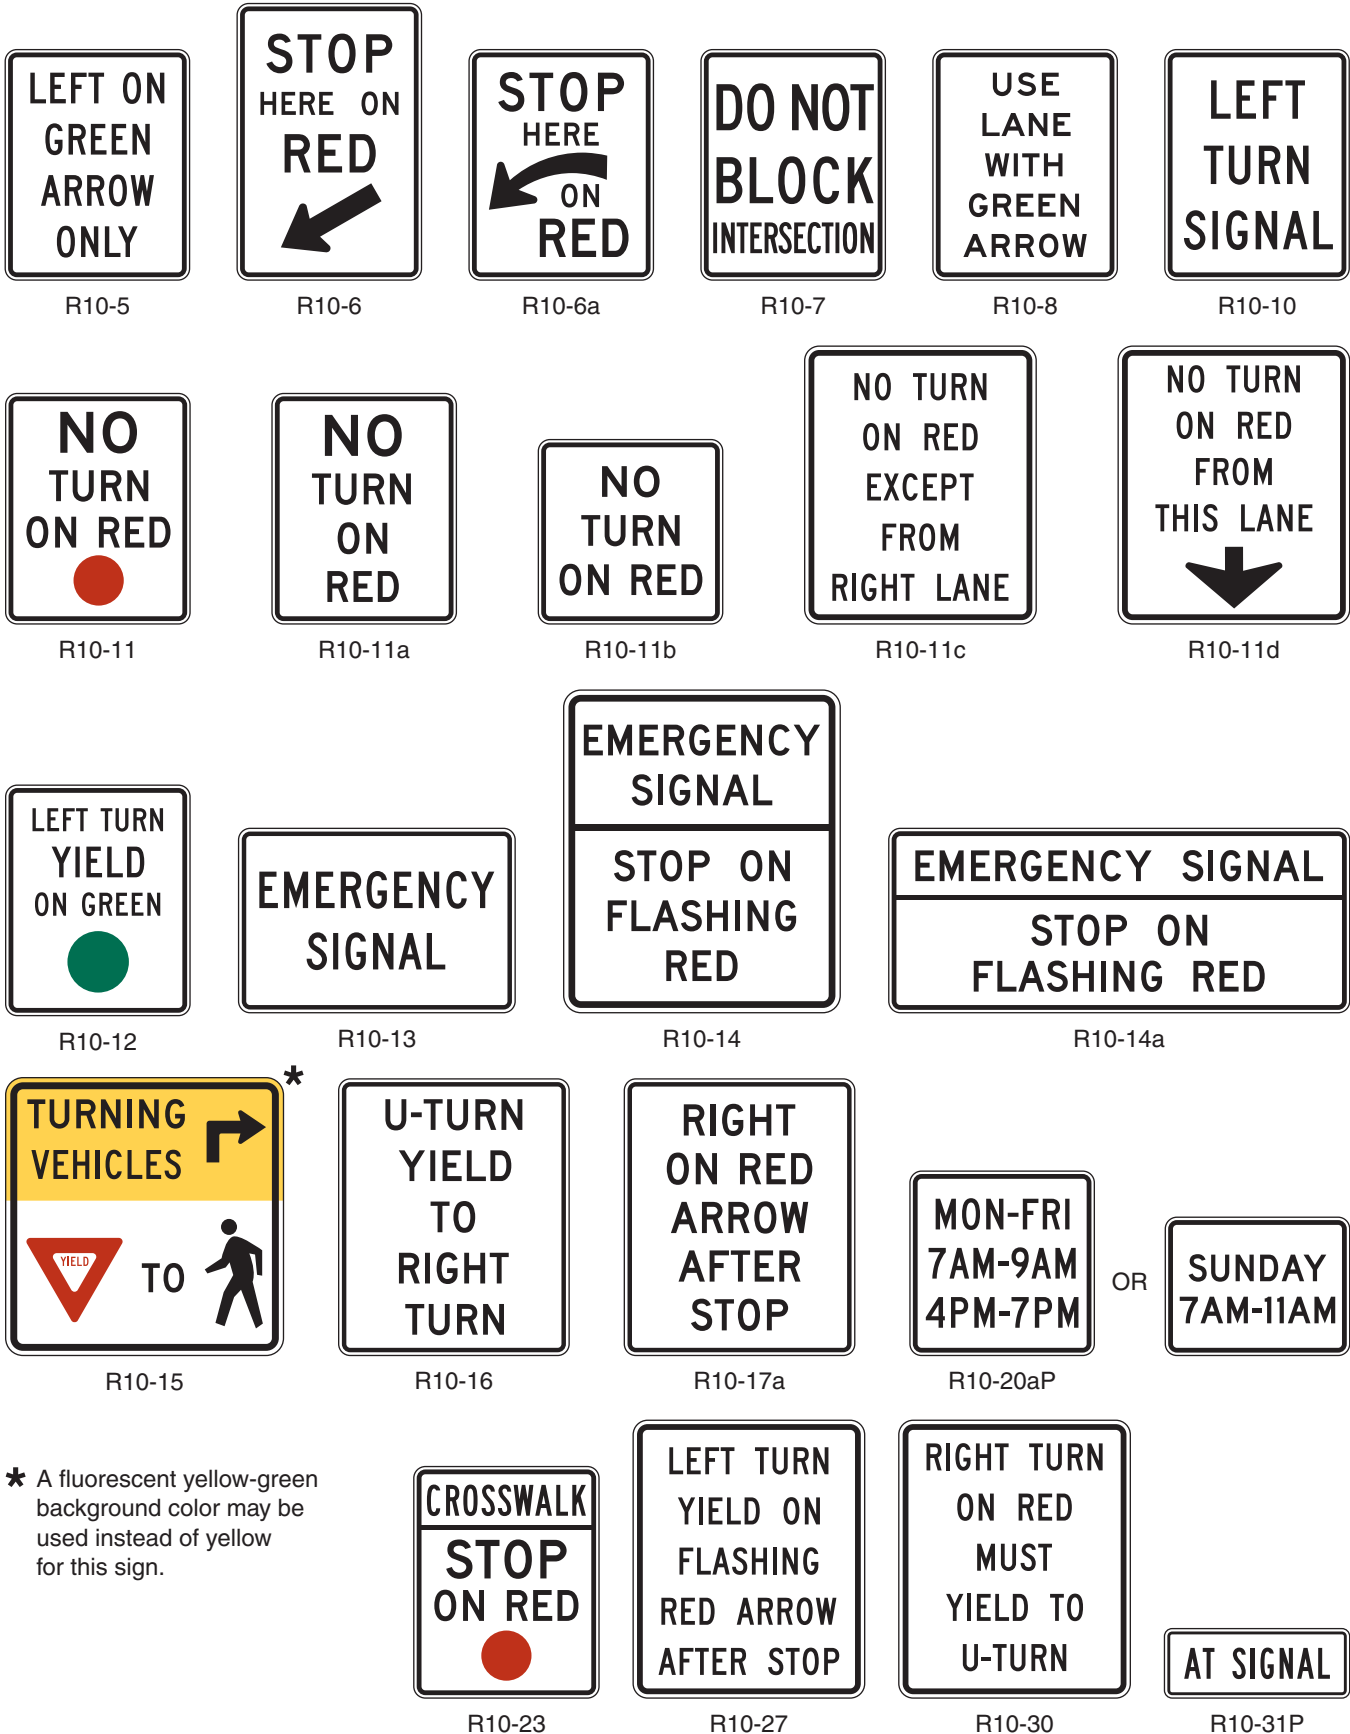 LEFT ON
GREEN
ARROW
ONLY
R10-5
STOP
HERE ON
RED
R10-6
STOP
HERE
ON
RED
R10-6a
DO NOT
BLOCK
INTERSECTION
R10-7
USE
LANE
WITH
GREEN
ARROW
R10-8
LEFT
TURN
SIGNAL
R10-10
NO
TURN
ON RED
R10-11
NO
TURN
ON
RED
R10-11a
NO
TURN
ON RED
R10-11b
NO TURN
ON RED
EXCEPT
FROM
RIGHT LANE
R10-11c
NO TURN
ON RED
FROM
THIS LANE
R10-11d
LEFT TURN
YIELD
ON GREEN
R10-12
EMERGENCY
SIGNAL
R10-13
EMERGENCY
SIGNAL
STOP ON
FLASHING
RED
R10-14
EMERGENCY SIGNAL
STOP ON
FLASHING RED
R10-14a
TURNING
VEHICLES
YIELD
TO
*
R10-15
U-TURN
YIELD
TO
RIGHT
TURN
R10-16
RIGHT
ON RED
ARROW
AFTER
STOP
R10-17a
MON-FRI
7AM-9AM
4PM-7PM
OR
SUNDAY
7AM-11AM
R10-20aP
* A fluorescent yellow-green
background color may be
used instead of yellow
for this sign.
CROSSWALK
STOP
ON RED
R10-23
LEFT TURN
YIELD ON
FLASHING
RED ARROW
AFTER STOP
R10-27
RIGHT TURN
ON RED
MUST
YIELD TO
U-TURN
R10-30
AT SIGNAL
R10-31P